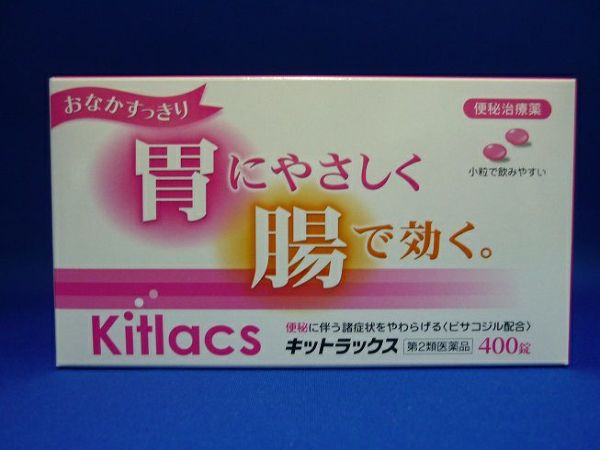 おなかすっきり
便秘治療薬
小粒で飲みやすい
胃にやさしく
腸で効く。
Kitlacs
便秘に伴う諸症状をやわらげる〈ビサコジル配合〉
キットラックス 第2類医薬品 400錠